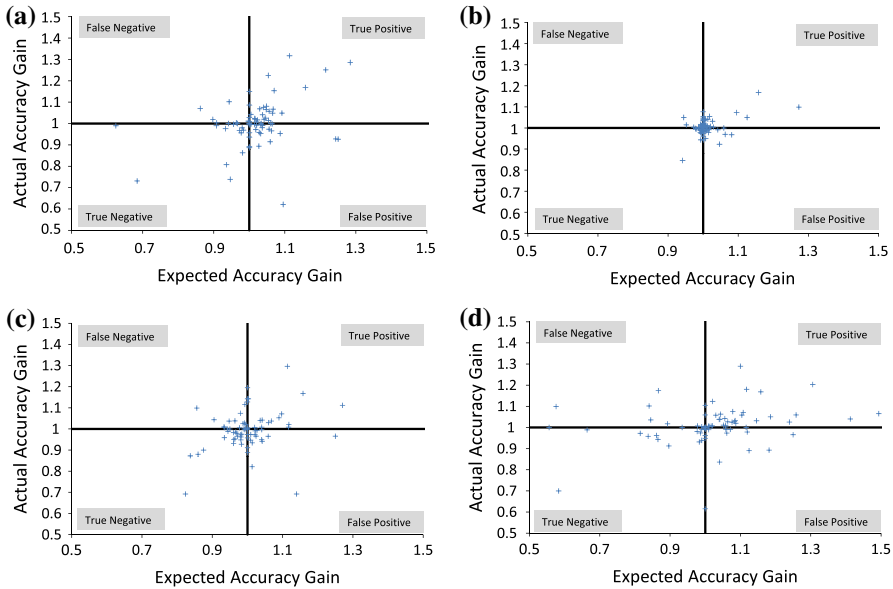 (a)
Actual Accuracy Gain
1.5
1.4
1.3
1.2
1.1
1
0.9
0.8
0.7
0.6
0.5
False Negative
True Positive
True Negative
False Positive
0.5 0.7 0.9 1.1 1.3 1.5
Expected Accuracy Gain
(b)
Actual Accuracy Gain
1.5
1.4
1.3
1.2
1.1
1
0.9
0.8
0.7
0.6
0.5
False Negative
True Positive
True Negative
False Positive
0.5 0.7 0.9 1.1 1.3 1.5
Expected Accuracy Gain
(c)
Actual Accuracy Gain
1.5
1.4
1.3
1.2
1.1
1
0.9
0.8
0.7
0.6
0.5
False Negative
True Positive
True Negative
False Positive
0.5 0.7 0.9 1.1 1.3 1.5
Expected Accuracy Gain
(d)
Actual Accuracy Gain
1.5
1.4
1.3
1.2
1.1
1
0.9
0.8
0.7
0.6
0.5
False Negative
True Positive
True Negative
False Positive
0.5 0.7 0.9 1.1 1.3 1.5
Expected Accuracy Gain